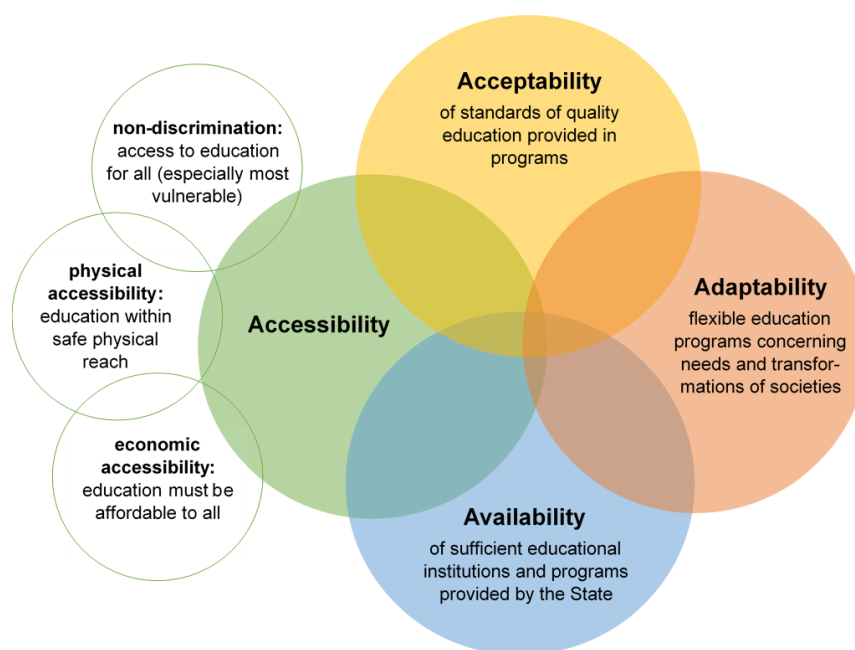 Acceptability
of standards of quality
education provided in
programs
non-discrimination:
access to education
for all (especially most
vulnerable)
physical
accessibility:
education within
safe physical
reach
Accessibility
Adaptability
flexible education
programs concerning
needs and transfor-
mations of societies
economic
accessibility:
education must be
affordable to all
Availability
of sufficient educational
institutions and programs
provided by the State